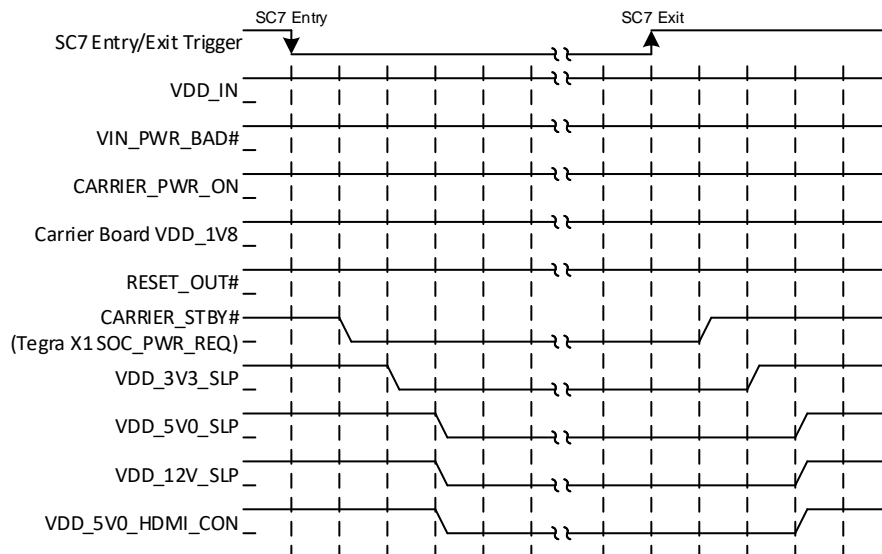 SC7 Entry
SC7 Exit
SC7 Entry/Exit Trigger
VDD_IN
VIN_PWR_BAD#
CARRIER_PWR_ON
Carrier Board VDD_1V8
RESET_OUT#
CARRIER_STBY#
(Tegra X1 SOC_PWR_REQ)
VDD_3V3_SLP
VDD_5V0_SLP
VDD_12V_SLP
VDD_5V0_HDMI_CON